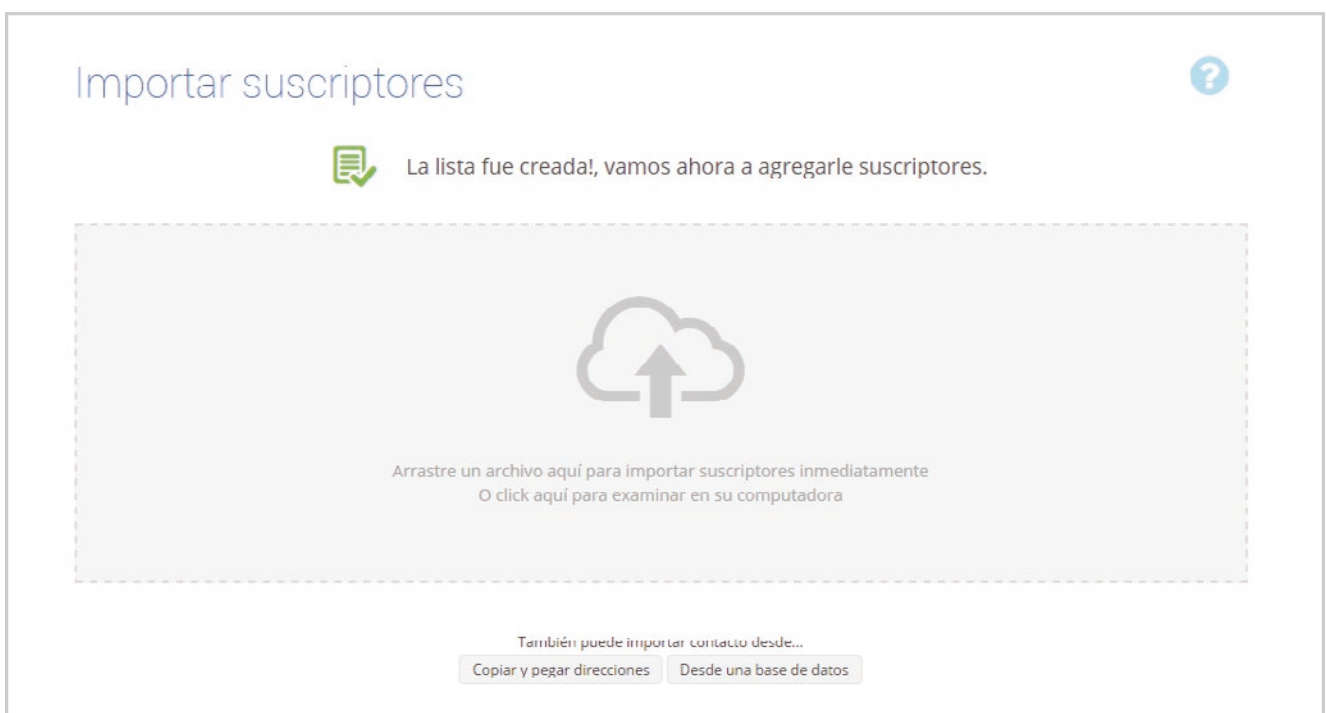 Importar suscriptores
?
La lista fue creada!, vamos ahora a agregarle suscriptores.
Arrastre un archivo aquí para importar suscriptores inmediatamente
O click aquí para examinar en su computadora
También puede importar contacto desde...
Copiar y pegar direcciones Desde una base de datos